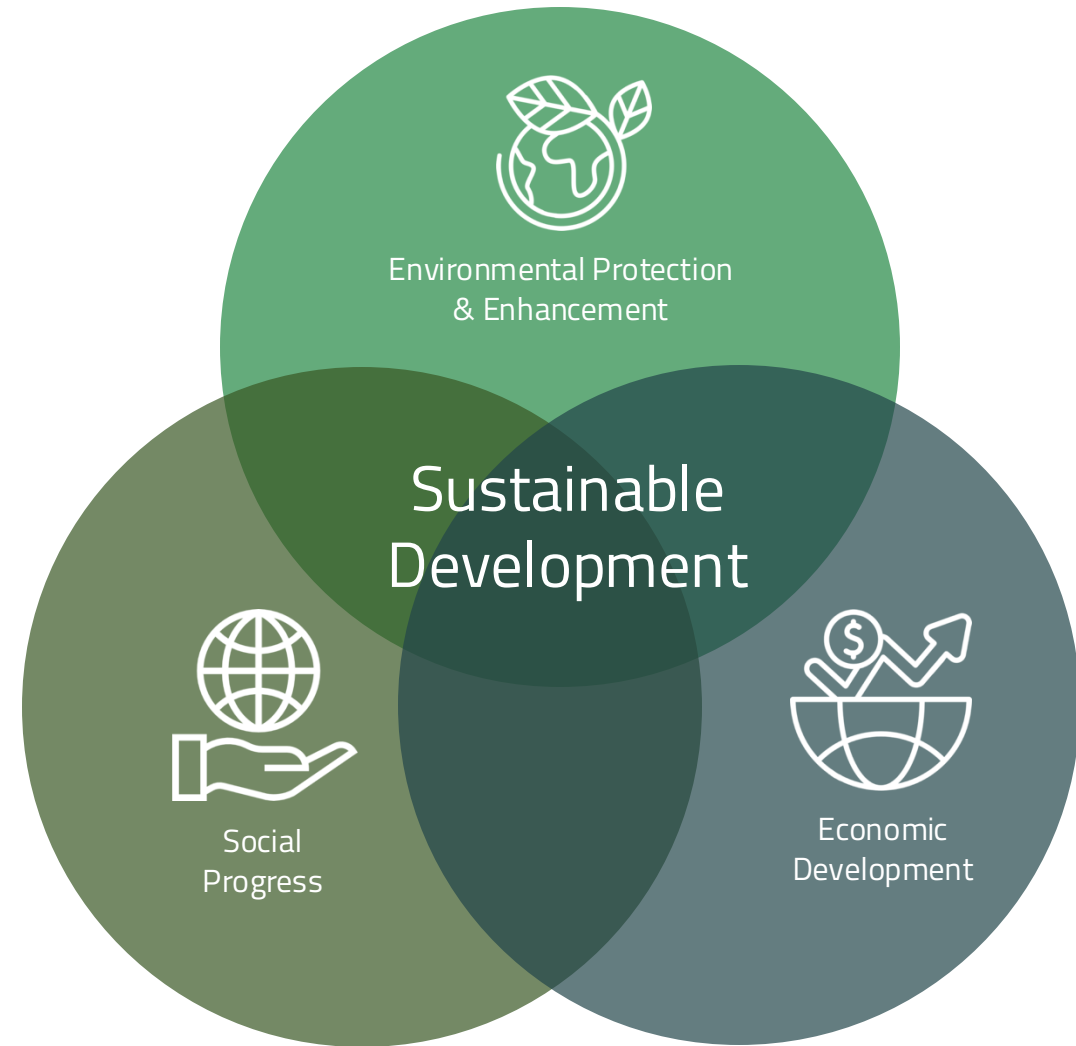 Environmental Protection
& Enhancement
Sustainable
Development
$
Social
Progress
Economic
Development